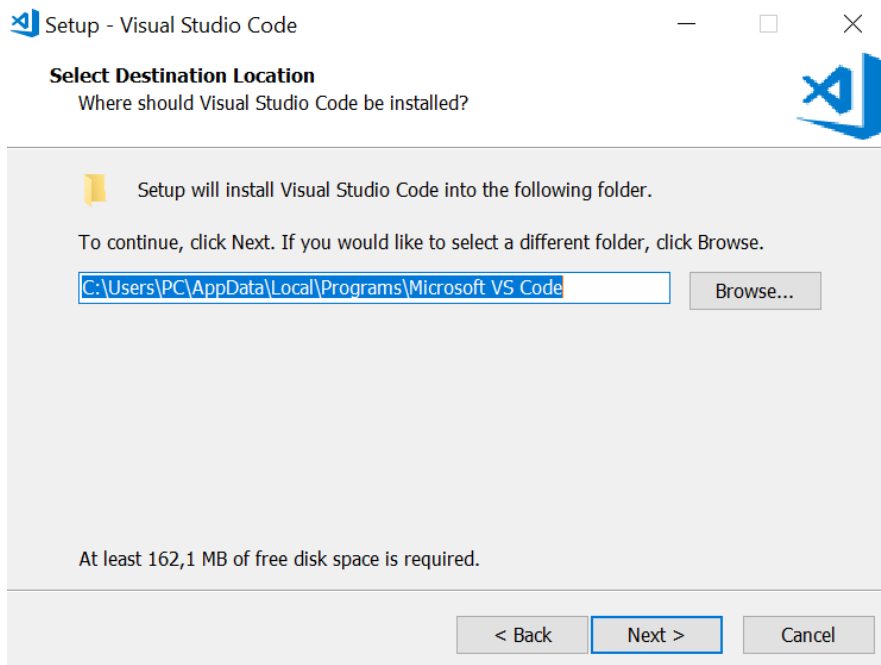 Setup - Visual Studio Code
Select Destination Location
Where should Visual Studio Code be installed?
Setup will install Visual Studio Code into the following folder.
To continue, click Next. If you would like to select a different folder, click Browse.
C:\Users\PC\AppData\Local\Programs\Microsoft VS Code
Browse...
At least 162,1 MB of free disk space is required.
< Back
Next >
Cancel